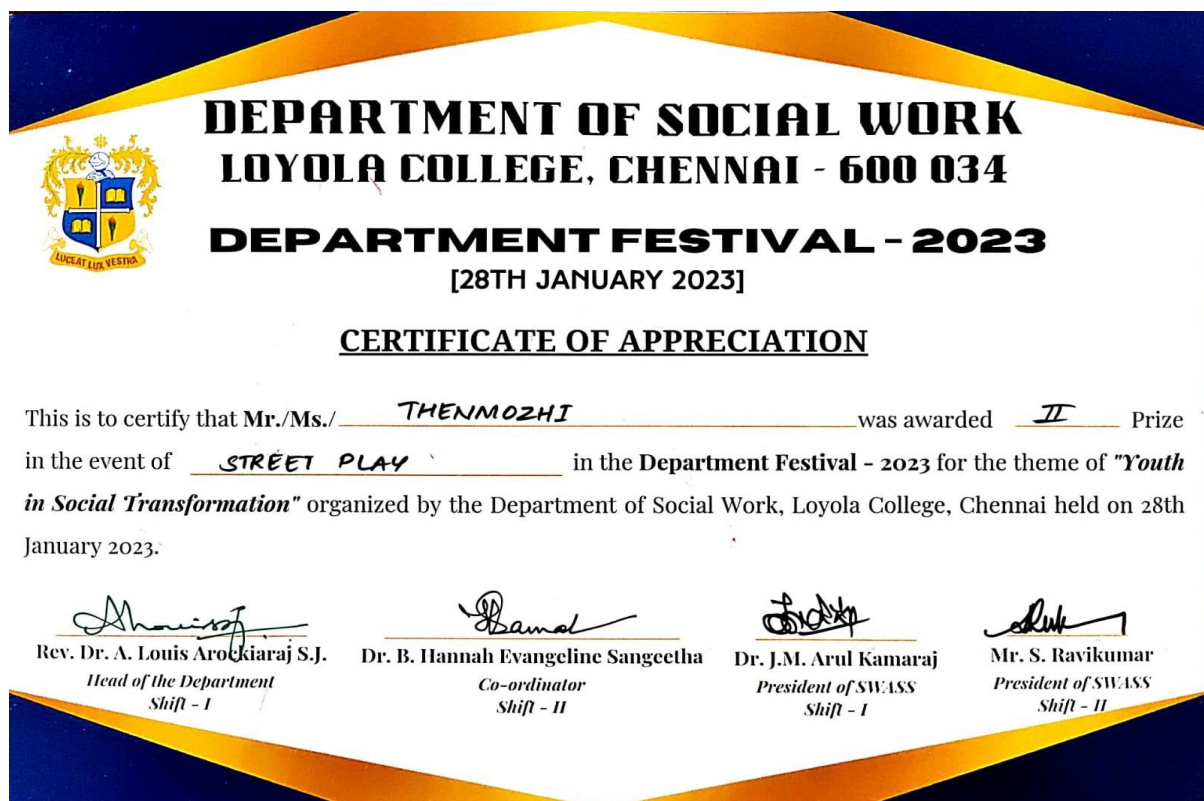 DEPARTMENT OF SOCIAL WORK
LOYOLA COLLEGE, CHENNAI - 600 034
LUCEAT LUX VESTRA
DEPARTMENT FESTIVAL - 2023
[28TH JANUARY 2023]
CERTIFICATE OF APPRECIATION
This is to certify that Mr./Ms./ THENMOZHI was awarded II Prize
in the event of STREET PLAY in the Department Festival - 2023 for the theme of "Youth
in Social Transformation" organized by the Department of Social Work, Loyola College, Chennai held on 28th
January 2023.
Rev. Dr. A. Louis Arockiaraj S.J. Dr. B. Hannah Evangeline Sangeetha Dr. J.M. Arul Kamaraj Mr. S. Ravikumar
Head of the Department Co-ordinator President of SWASS President of SWASS
Shift - I Shift - II Shift - I Shift - II